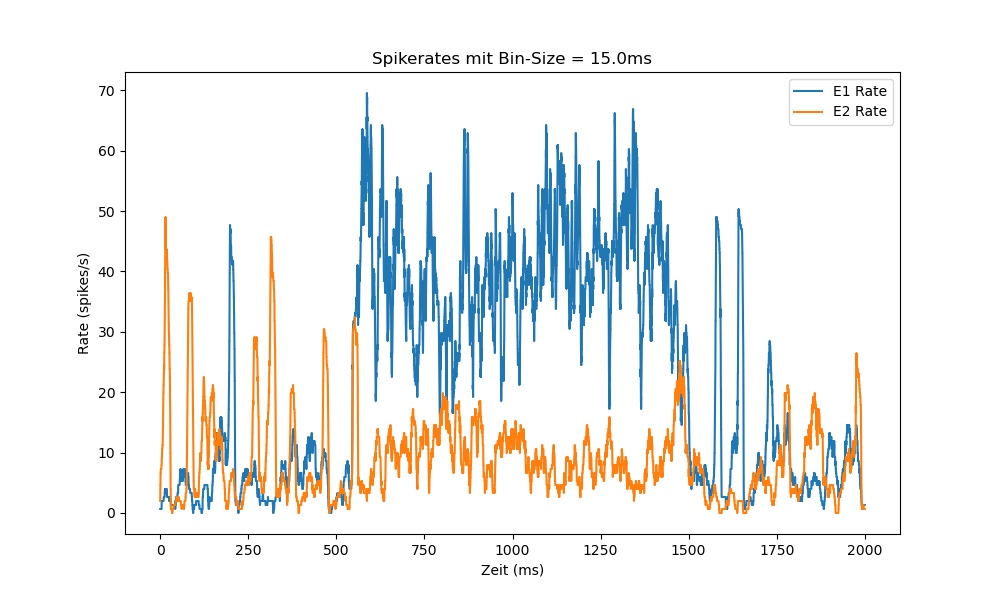 Spikerates mit Bin-Size = 15.0ms
E1 Rate
E2 Rate
70
60
50
40
30
20
10
0
Rate (spikes/s)
0 250 500 750 1000 1250 1500 1750 2000
Zeit (ms)